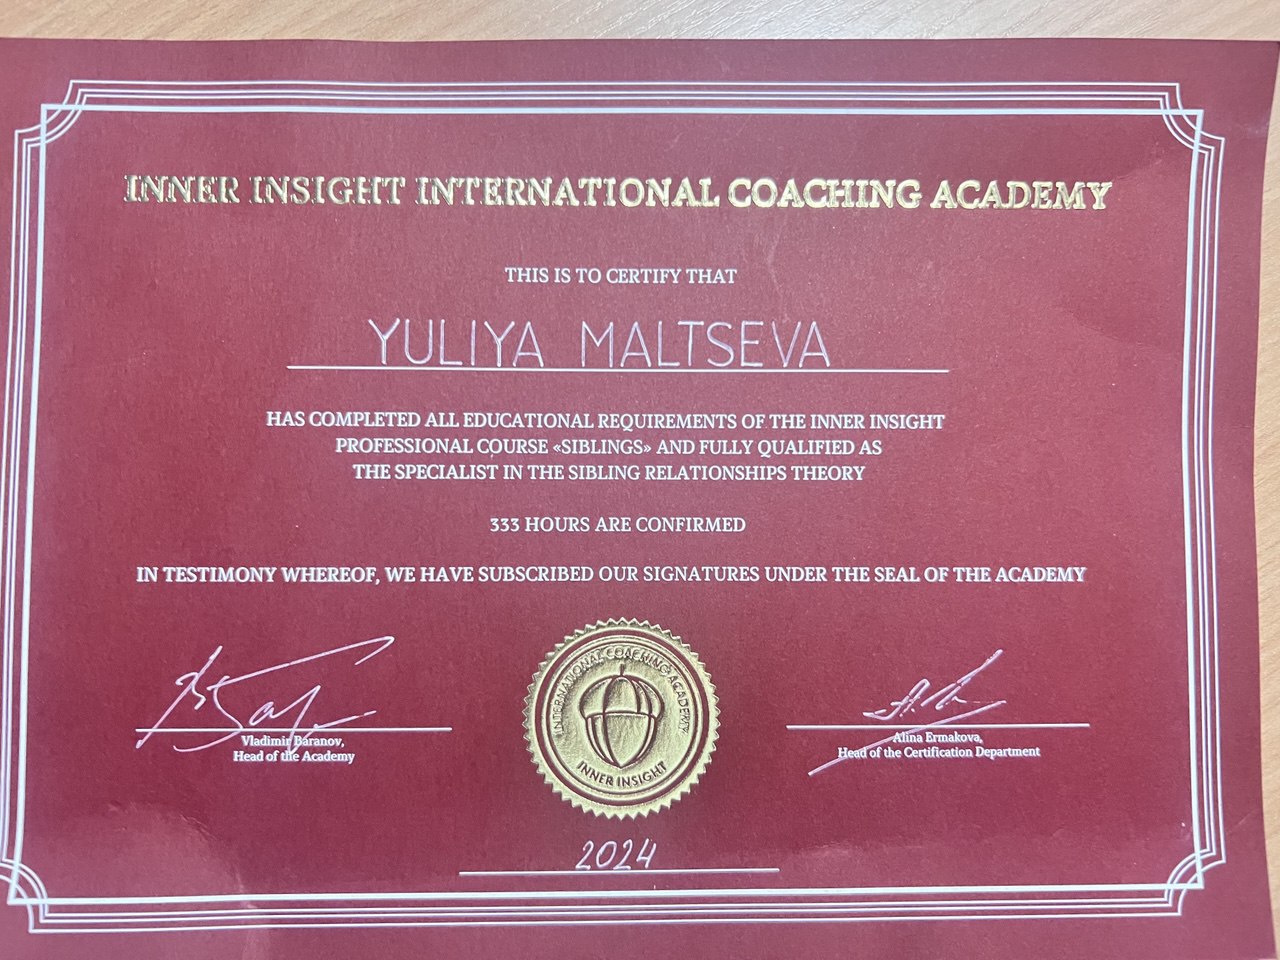 INNER INSIGHT INTERNATIONAL COACHING ACADEMY
THIS IS TO CERTIFY THAT
YULIYA MALTSEVA
HAS COMPLETED ALL EDUCATIONAL REQUIREMENTS OF THE INNER INSIGHT
PROFESSIONAL COURSE «SIBLINGS» AND FULLY QUALIFIED AS
THE SPECIALIST IN THE SIBLING RELATIONSHIPS THEORY
333 HOURS ARE CONFIRMED
IN TESTIMONY WHEREOF, WE HAVE SUBSCRIBED OUR SIGNATURES UNDER THE SEAL OF THE ACADEMY
INTERNATIONAL COACHING ACADEMY
INNER INSIGHT
Vladimir Baranov,
Head of the Academy
Alina Ermakova,
Head of the Certification Department
2024